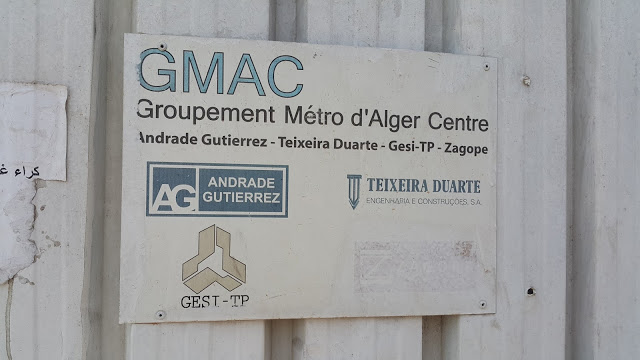 كراء
GMAC
Groupement Métro d'Alger Centre
Andrade Gutierrez - Teixeira Duarte - Gesi-TP - Zagope
AG ANDRADE
GUTIERREZ
TEIXEIRA DUARTE
ENGENHARIA E CONSTRUÇÕES, S.A.
GESI-TP